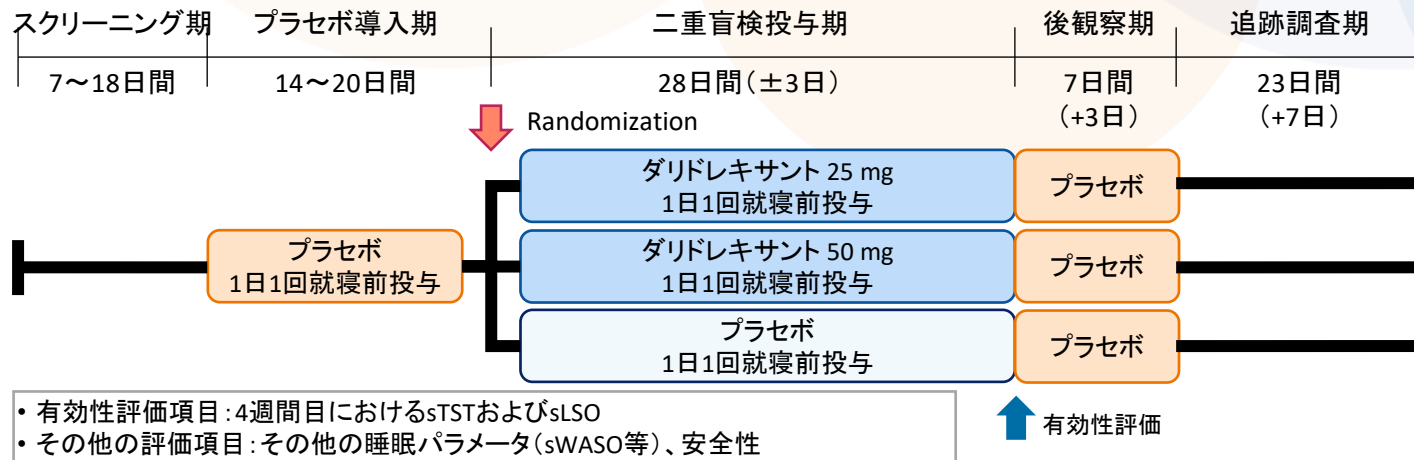 スクリーニング期
プラセボ導入期
二重盲検投与期
後観察期
追跡調査期
7～18日間
14～20日間
28日間（±3日）
7日間
（+3日）
23日間
（+7日）
Randomization
ダリドレキサント 25 mg
1日1回就寝前投与
プラセボ
プラセボ
1日1回就寝前投与
ダリドレキサント 50 mg
1日1回就寝前投与
プラセボ
プラセボ
1日1回就寝前投与
プラセボ
• 有効性評価項目：4週間目におけるsTSTおよびsLSO
• その他の評価項目：その他の睡眠パラメータ（sWASO等）、安全性
有効性評価